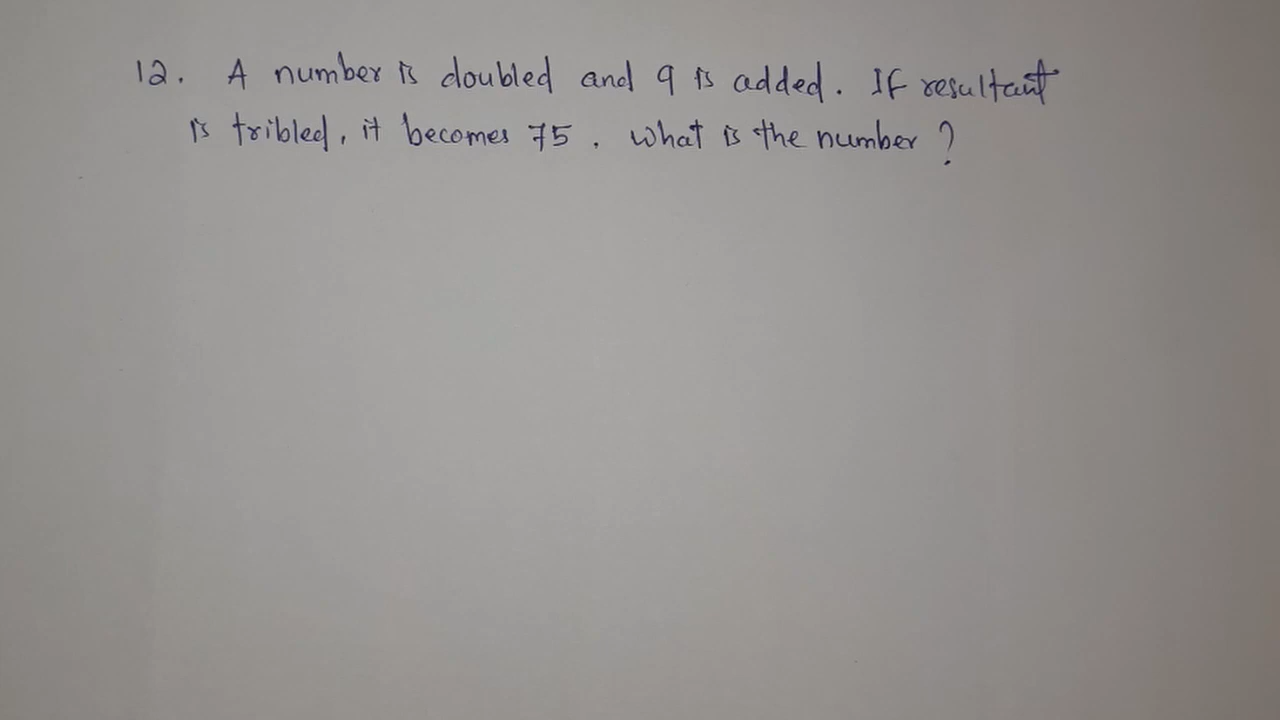 12. A number is doubled and 9 is added. If resultant
is tribled, it becomes 75. What is the number?